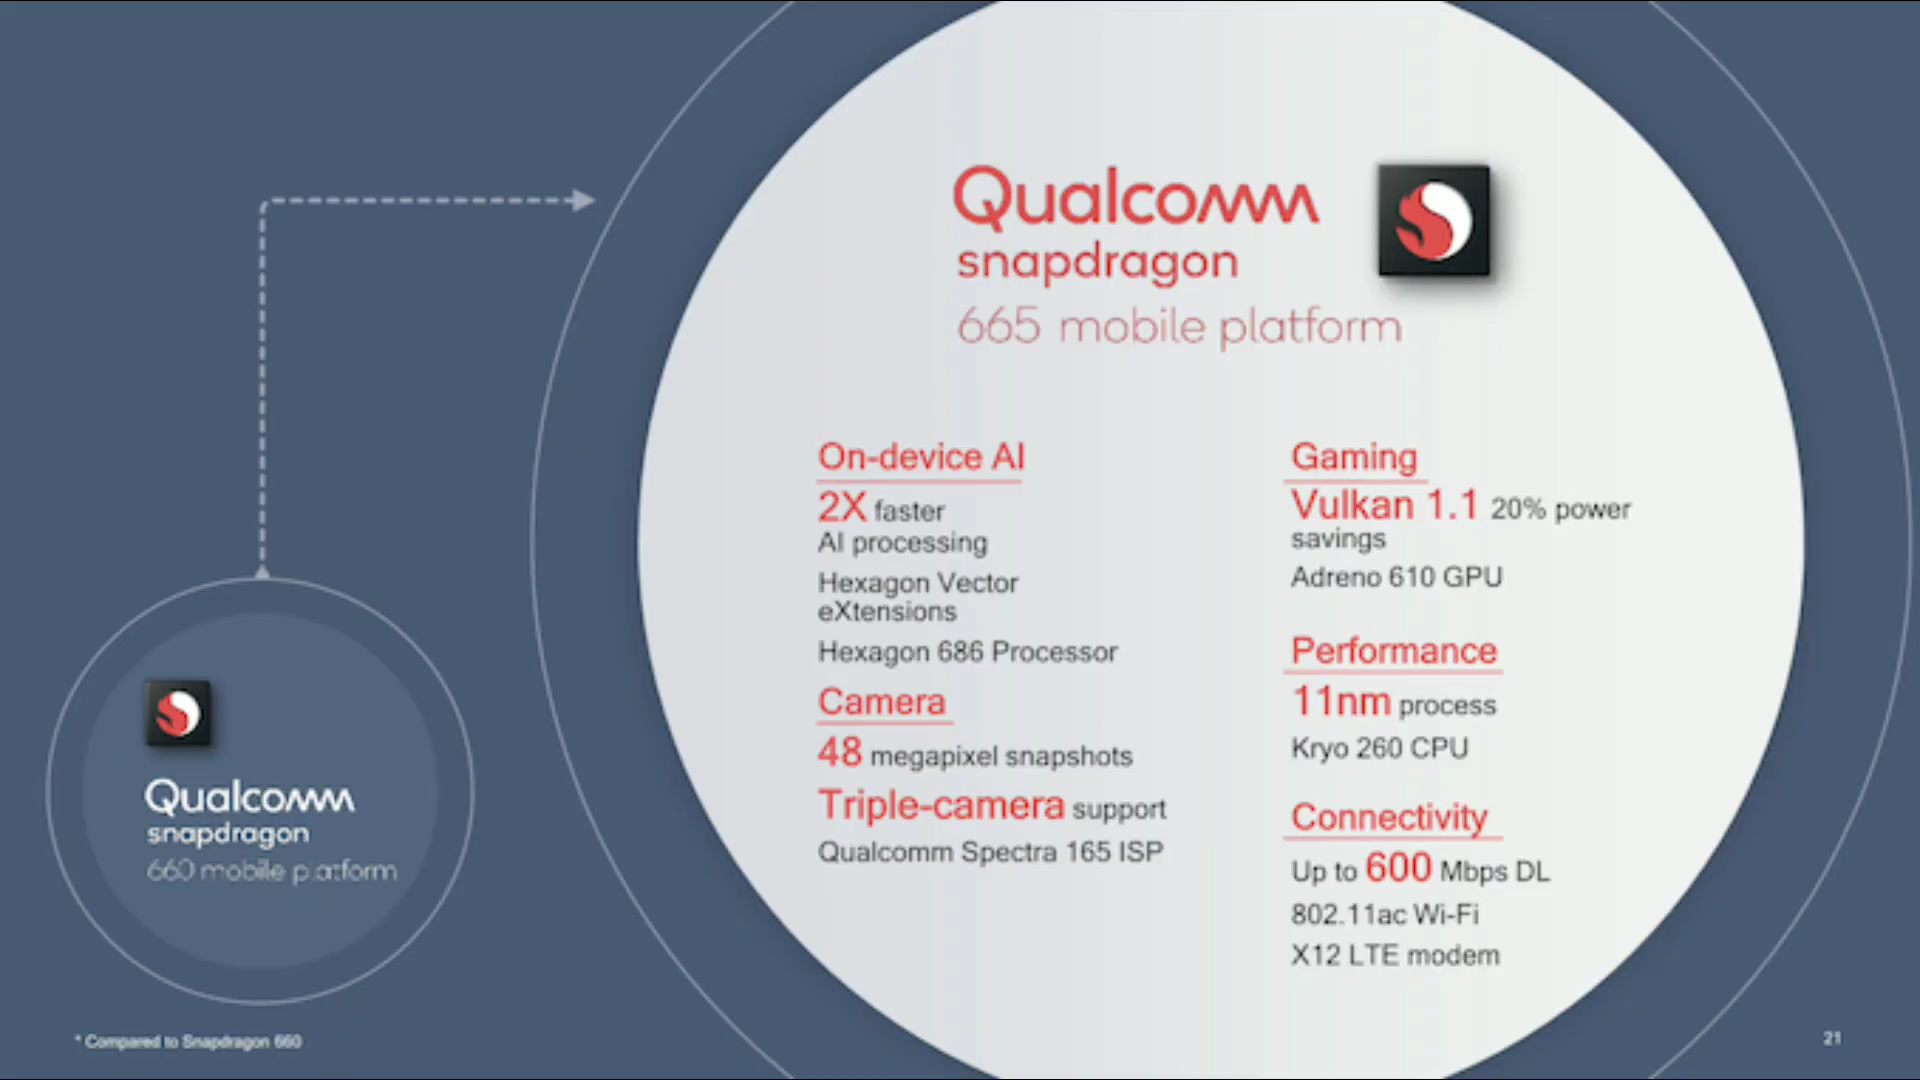 Qualcomm
snapdragon
665 mobile platform
On-device AI
2X faster
AI processing
Hexagon Vector
eXtensions
Hexagon 686 Processor
Camera
48 megapixel snapshots
Triple-camera support
Qualcomm Spectra 165 ISP
Gaming
Vulkan 1.1 20% power
savings
Adreno 610 GPU
Performance
11nm process
Kryo 260 CPU
Connectivity
Up to 600 Mbps DL
802.11ac Wi-Fi
X12 LTE modem
Qualcomm
snapdragon
660 mobile platform
* Compared to Snapdragon 660
21